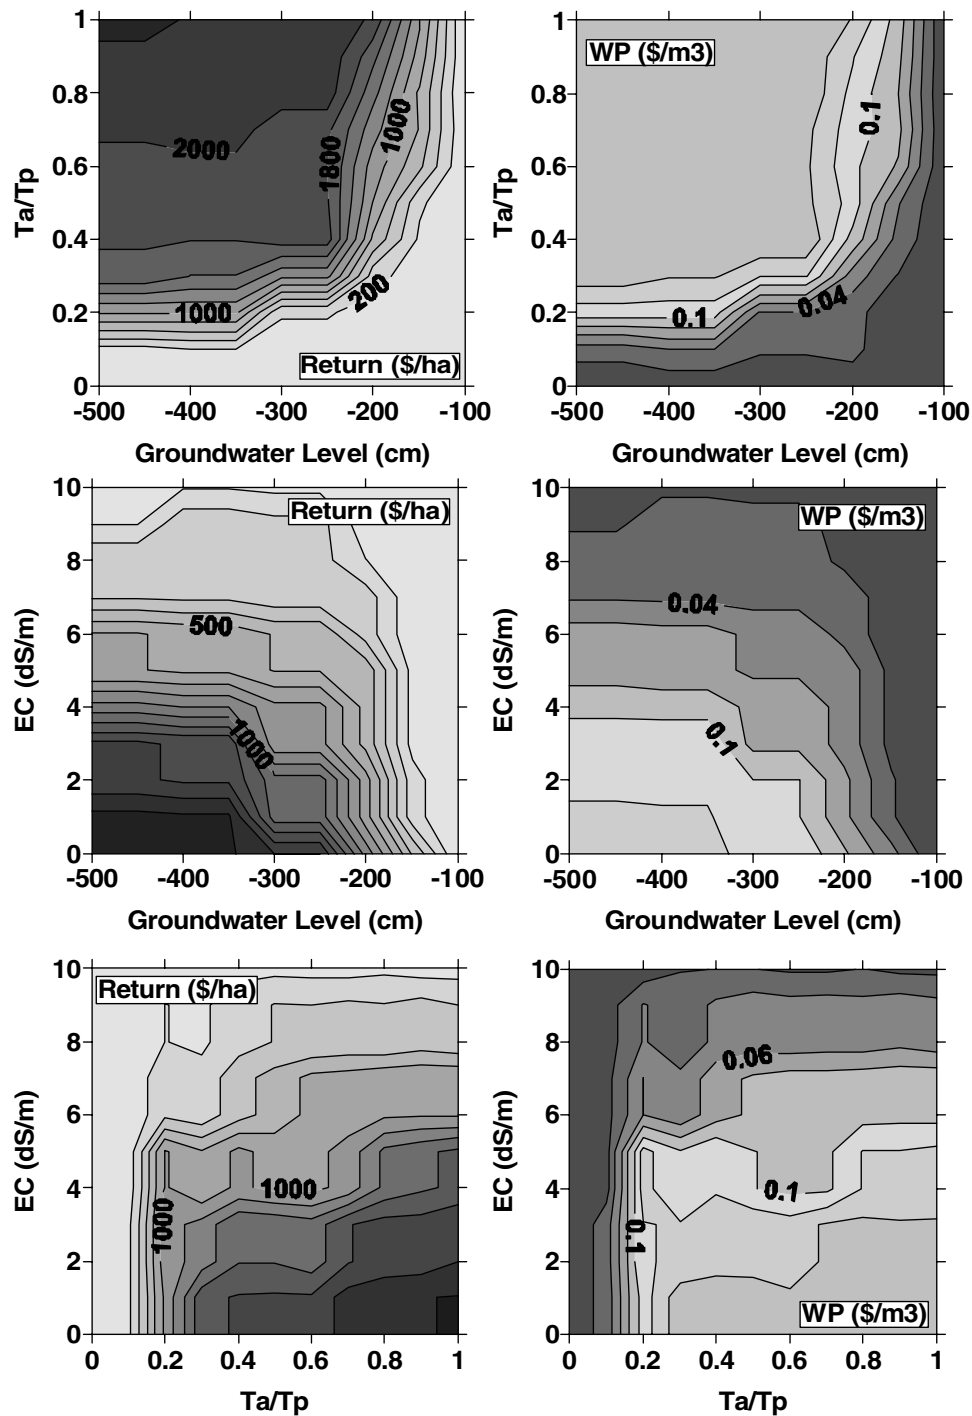 1
0.8
0.6
0.4
0.2
0
Ta/Tp
2000
1800
1000
1000
200
Return ($/ha)
-500 -400 -300 -200 -100
Groundwater Level (cm)
1
0.8
0.6
0.4
0.2
0
Ta/Tp
WP ($/m3)
0.1
0.1
0.04
-500 -400 -300 -200 -100
Groundwater Level (cm)
10
8
6
4
2
0
EC (dS/m)
Return ($/ha)
500
1000
-500 -400 -300 -200 -100
Groundwater Level (cm)
10
8
6
4
2
0
EC (dS/m)
WP ($/m3)
0.04
0.1
-500 -400 -300 -200 -100
Groundwater Level (cm)
10
8
6
4
2
0
EC (dS/m)
Return ($/ha)
1000
1000
0 0.2 0.4 0.6 0.8 1
Ta/Tp
10
8
6
4
2
0
EC (dS/m)
0.06
0.1
0.1
WP ($/m3)
0 0.2 0.4 0.6 0.8 1
Ta/Tp